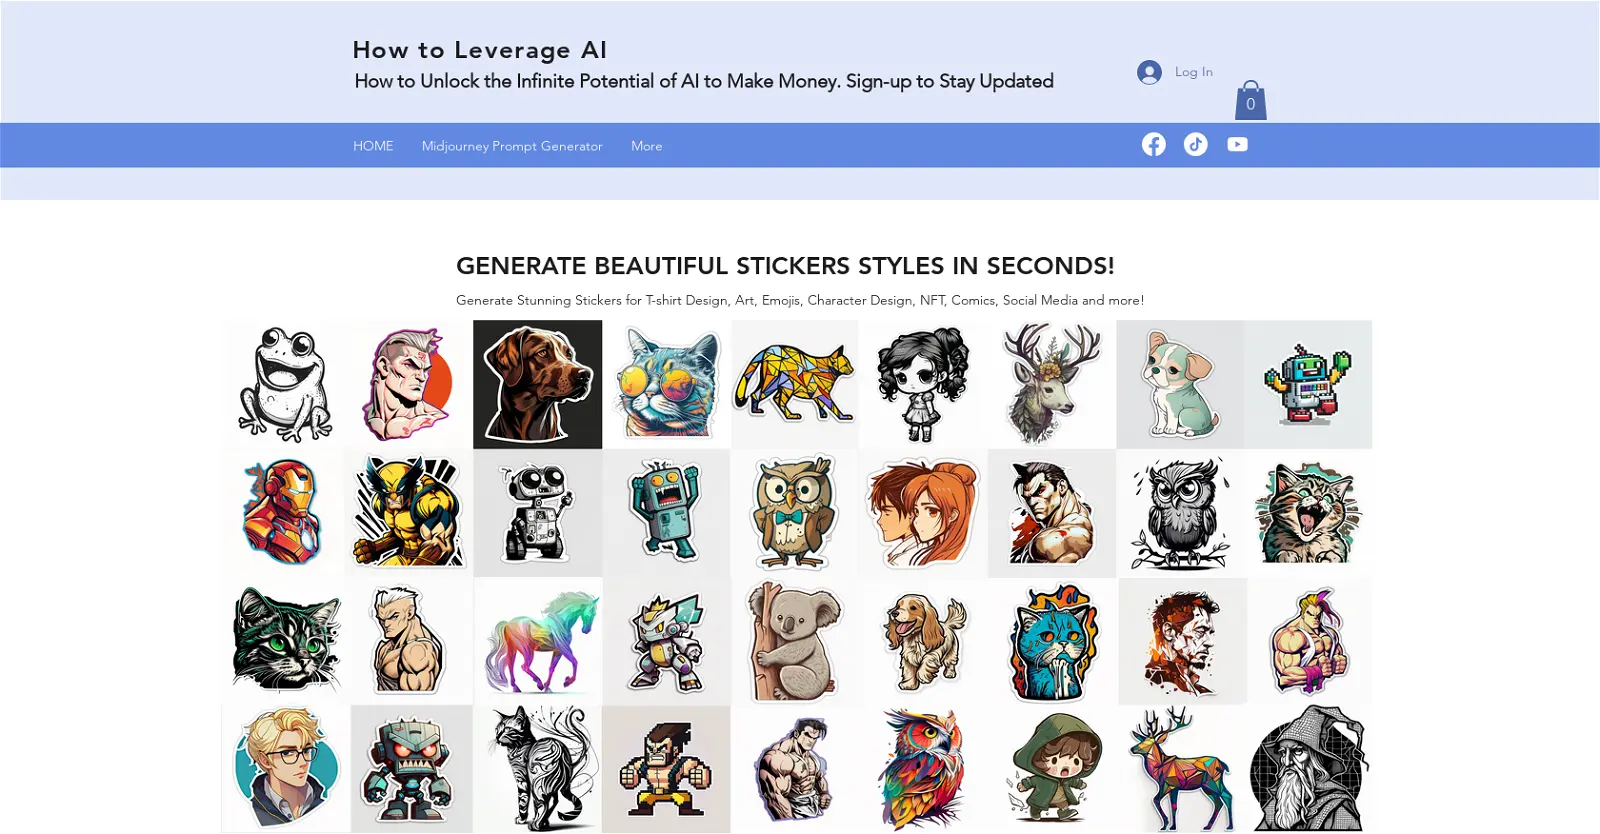 How to Leverage AI
How to Unlock the Infinite Potential of AI to Make Money. Sign-up to Stay Updated
Log In
0
HOME
Midjourney Prompt Generator
More
GENERATE BEAUTIFUL STICKERS STYLES IN SECONDS!
Generate Stunning Stickers for T-shirt Design, Art, Emojis, Character Design, NFT, Comics, Social Media and more!